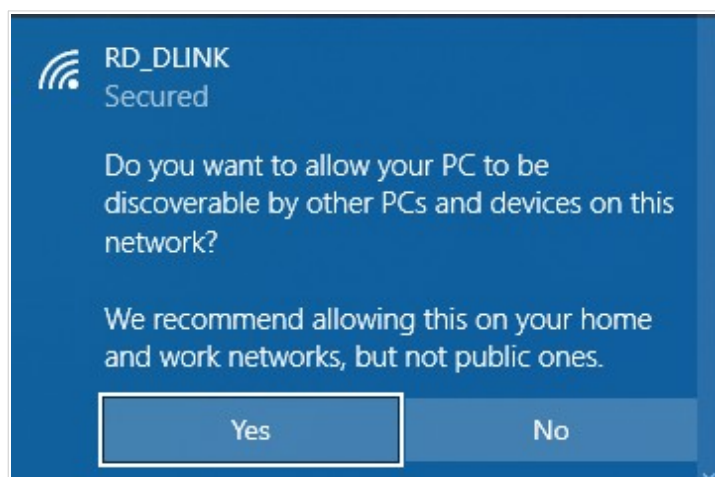 RD_DLINK
Secured
Do you want to allow your PC to be
discoverable by other PCs and devices on this
network?
We recommend allowing this on your home
and work networks, but not public ones.
Yes
No